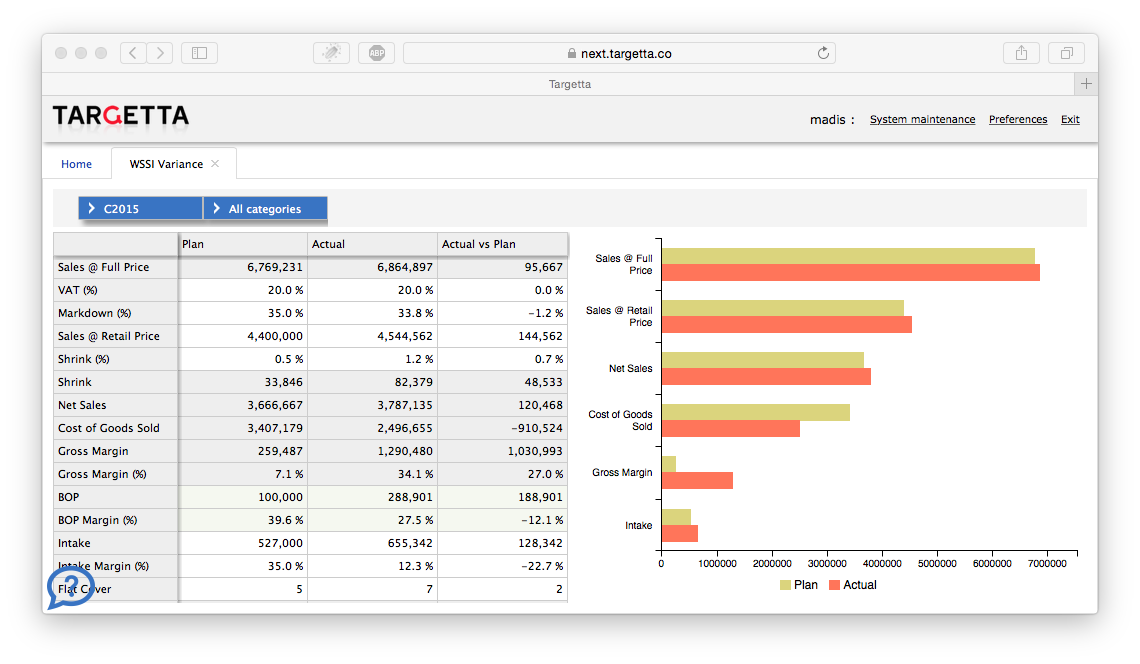 ABP
next.targetta.co
Targetta
TARGETTA
madis :
System maintenance
Preferences
Exit
Home
WSSI Variance
C2015
All categories
Plan Actual Actual vs Plan
Sales @ Full Price 6,769,231 6,864,897 95,667
VAT (%) 20.0 % 20.0 % 0.0 %
Markdown (%) 35.0 % 33.8 % −1.2 %
Sales @ Retail Price 4,400,000 4,544,562 144,562
Shrink (%) 0.5 % 1.2 % 0.7 %
Shrink 33,846 82,379 48,533
Net Sales 3,666,667 3,787,135 120,468
Cost of Goods Sold 3,407,179 2,496,655 −910,524
Gross Margin 259,487 1,290,480 1,030,993
Gross Margin (%) 7.1 % 34.1 % 27.0 %
BOP 100,000 288,901 188,901
BOP Margin (%) 39.6 % 27.5 % −12.1 %
Intake 527,000 655,342 128,342
Intake Margin (%) 35.0 % 12.3 % −22.7 %
Flat Cover 5 7 2
?
Sales @ Full
Price
Sales @ Retail
Price
Net Sales
Cost of Goods
Sold
Gross Margin
Intake
0 1000000 2000000 3000000 4000000 5000000 6000000 7000000
Plan Actual